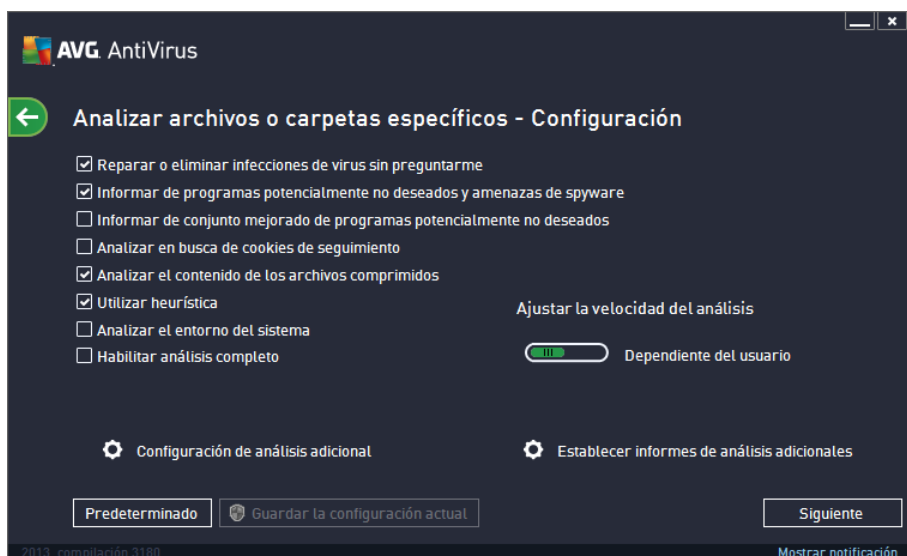 AVG. AntiVirus
Analizar archivos o carpetas específicos - Configuración
Reparar o eliminar infecciones de virus sin preguntarme
Informar de programas potencialmente no deseados y amenazas de spyware
Informar de conjunto mejorado de programas potencialmente no deseados
Analizar en busca de cookies de seguimiento
Analizar el contenido de los archivos comprimidos
Utilizar heurística
Analizar el entorno del sistema
Habilitar análisis completo
Ajustar la velocidad del análisis
Dependiente del usuario
Configuración de análisis adicional
Establecer informes de análisis adicionales
Predeterminado
Guardar la configuración actual
Siguiente
2013 compilación 3180
Mostrar notificación